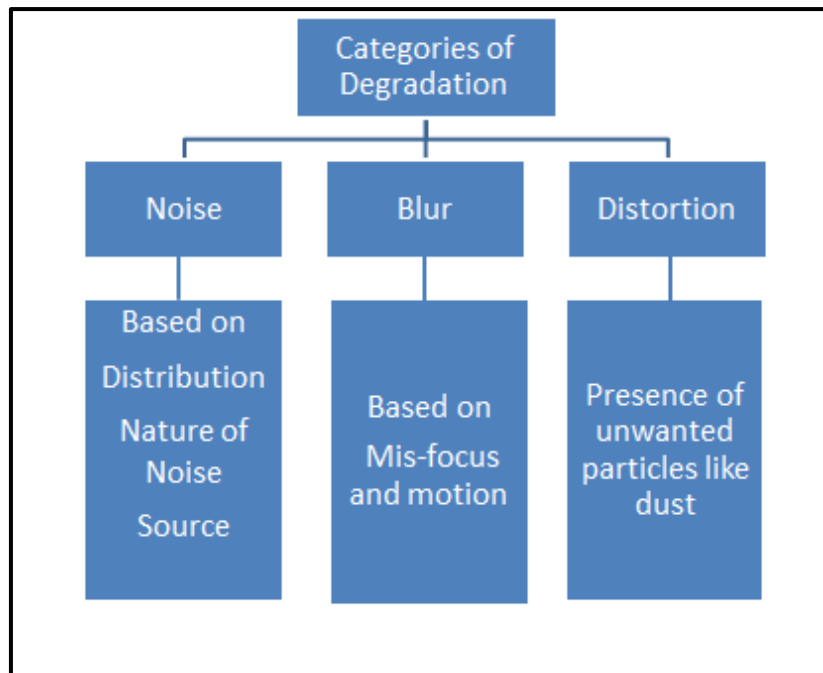 Categories of
Degradation
Noise
Blur
Distortion
Based on
Distribution
Nature of
Noise
Source
Based on
Mis-focus
and motion
Presence of
unwanted
particles like
dust